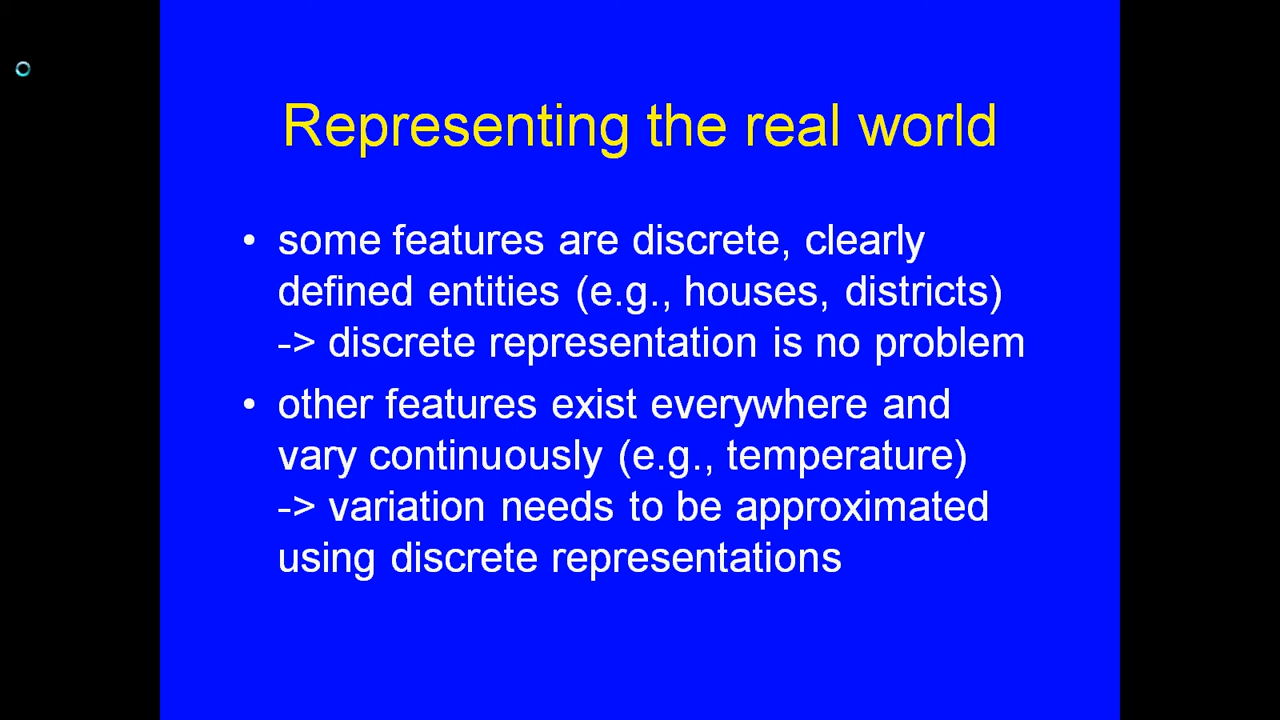 Representing the real world
• some features are discrete, clearly
defined entities (e.g., houses, districts)
-> discrete representation is no problem
• other features exist everywhere and
vary continuously (e.g., temperature)
-> variation needs to be approximated
using discrete representations